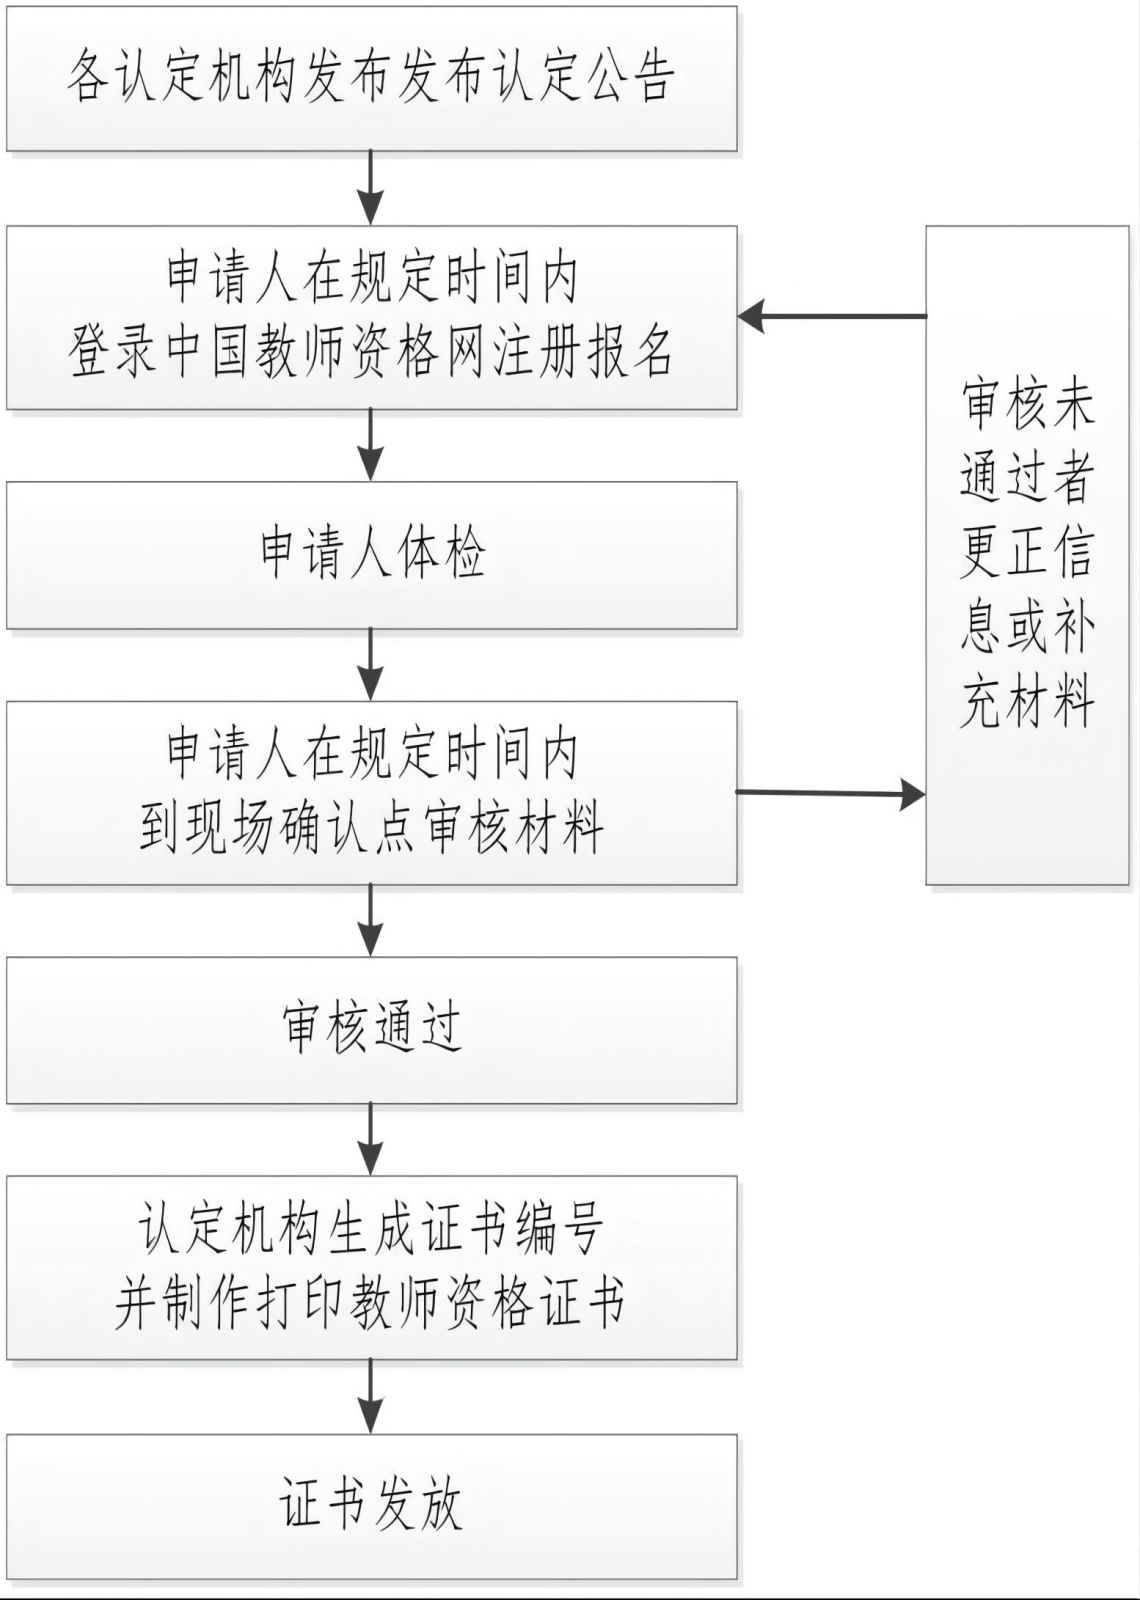 各认定机构发布发布认定公告
申请人在规定时间内
登录中国教师资格网注册报名
申请人体检
申请人在规定时间内
到现场确认点审核材料
审核未
通过者
更正信
息或补
充材料
审核通过
认定机构生成证书编号
并制作打印教师资格证书
证书发放